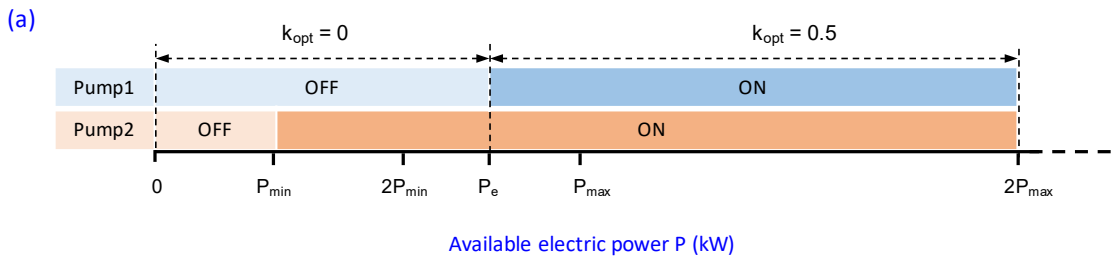 (a)
k_opt = 0 k_opt = 0.5
Pump1 OFF ON
Pump2 OFF ON
0 P_min 2P_min P_e P_max 2P_max
Available electric power P (kW)